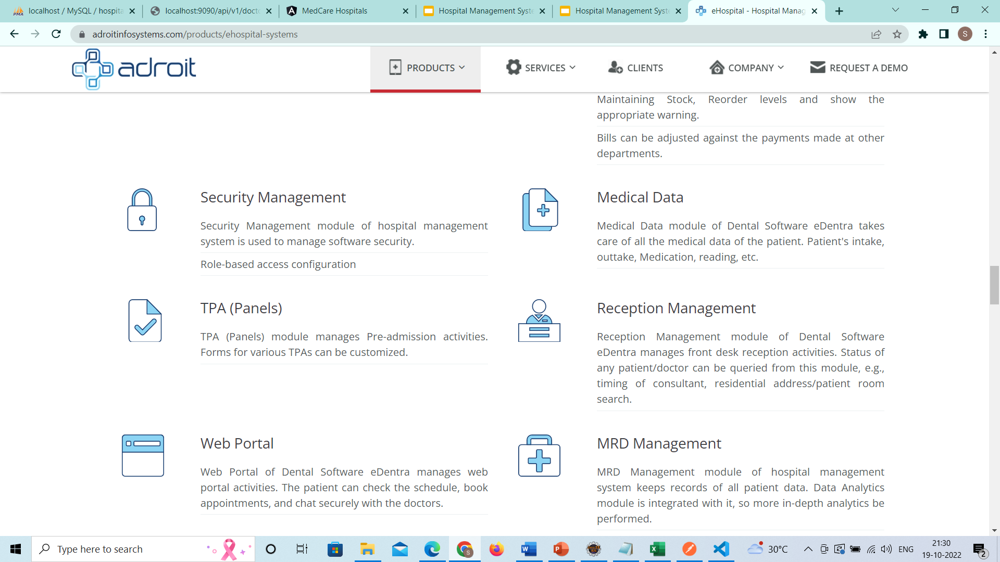 localhost / MySQL / hospita
localhost:9090/api/v1/docto
MedCare Hospitals
Hospital Management Syste
Hospital Management Syste
eHospital - Hospital Manag
adroitinfosystems.com/products/ehospital-systems
S
adroit
PRODUCTS
SERVICES
CLIENTS
COMPANY
REQUEST A DEMO
Maintaining Stock, Reorder levels and show the
appropriate warning.
Bills can be adjusted against the payments made at other
departments.
Security Management
Security Management module of hospital management
system is used to manage software security.
Role-based access configuration
Medical Data
Medical Data module of Dental Software eDentra takes
care of all the medical data of the patient. Patient's intake,
outtake, Medication, reading, etc.
TPA (Panels)
TPA (Panels) module manages Pre-admission activities.
Forms for various TPAs can be customized.
Reception Management
Reception Management module of Dental Software
eDentra manages front desk reception activities. Status of
any patient/doctor can be queried from this module, e.g.,
timing of consultant, residential address/patient room
search.
Web Portal
Web Portal of Dental Software eDentra manages web
portal activities. The patient can check the schedule, book
appointments, and chat securely with the doctors.
MRD Management
MRD Management module of hospital management
system keeps records of all patient data. Data Analytics
module is integrated with it, so more in-depth analytics be
performed.
Type here to search
30°C
ENG
21:30
19-10-2022
2